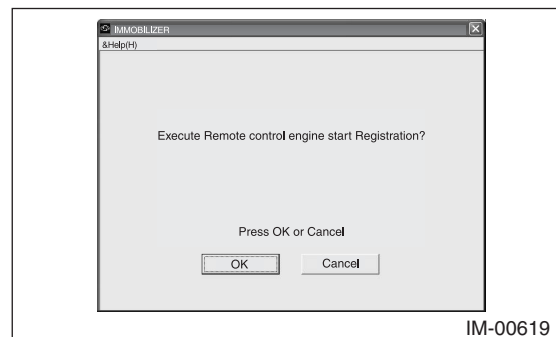 IMMOBILIZER
&Help(H)
Execute Remote control engine start Registration?
Press OK or Cancel
OK Cancel
IM-00619